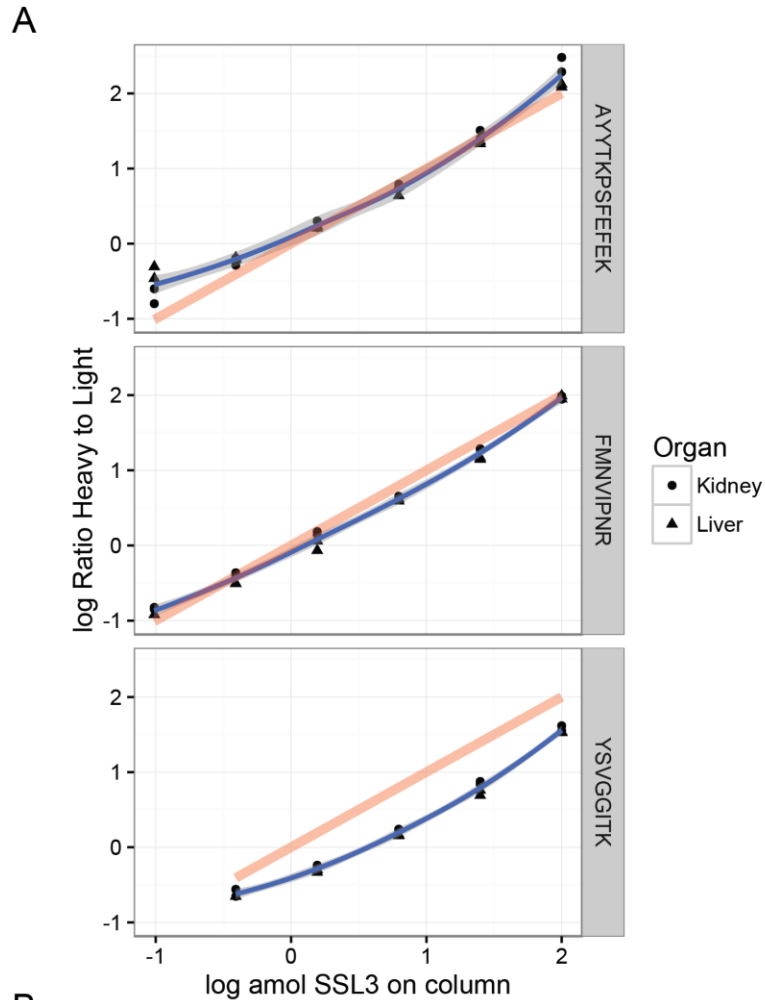 A
2
1
0
-1
AYYTKPSFEFEK
2
1
0
-1
FMNVIPNR
2
1
0
-1
YSVGGITK
log Ratio Heavy to Light
-1 0 1 2
log amol SSL3 on column
Organ
Kidney
Liver